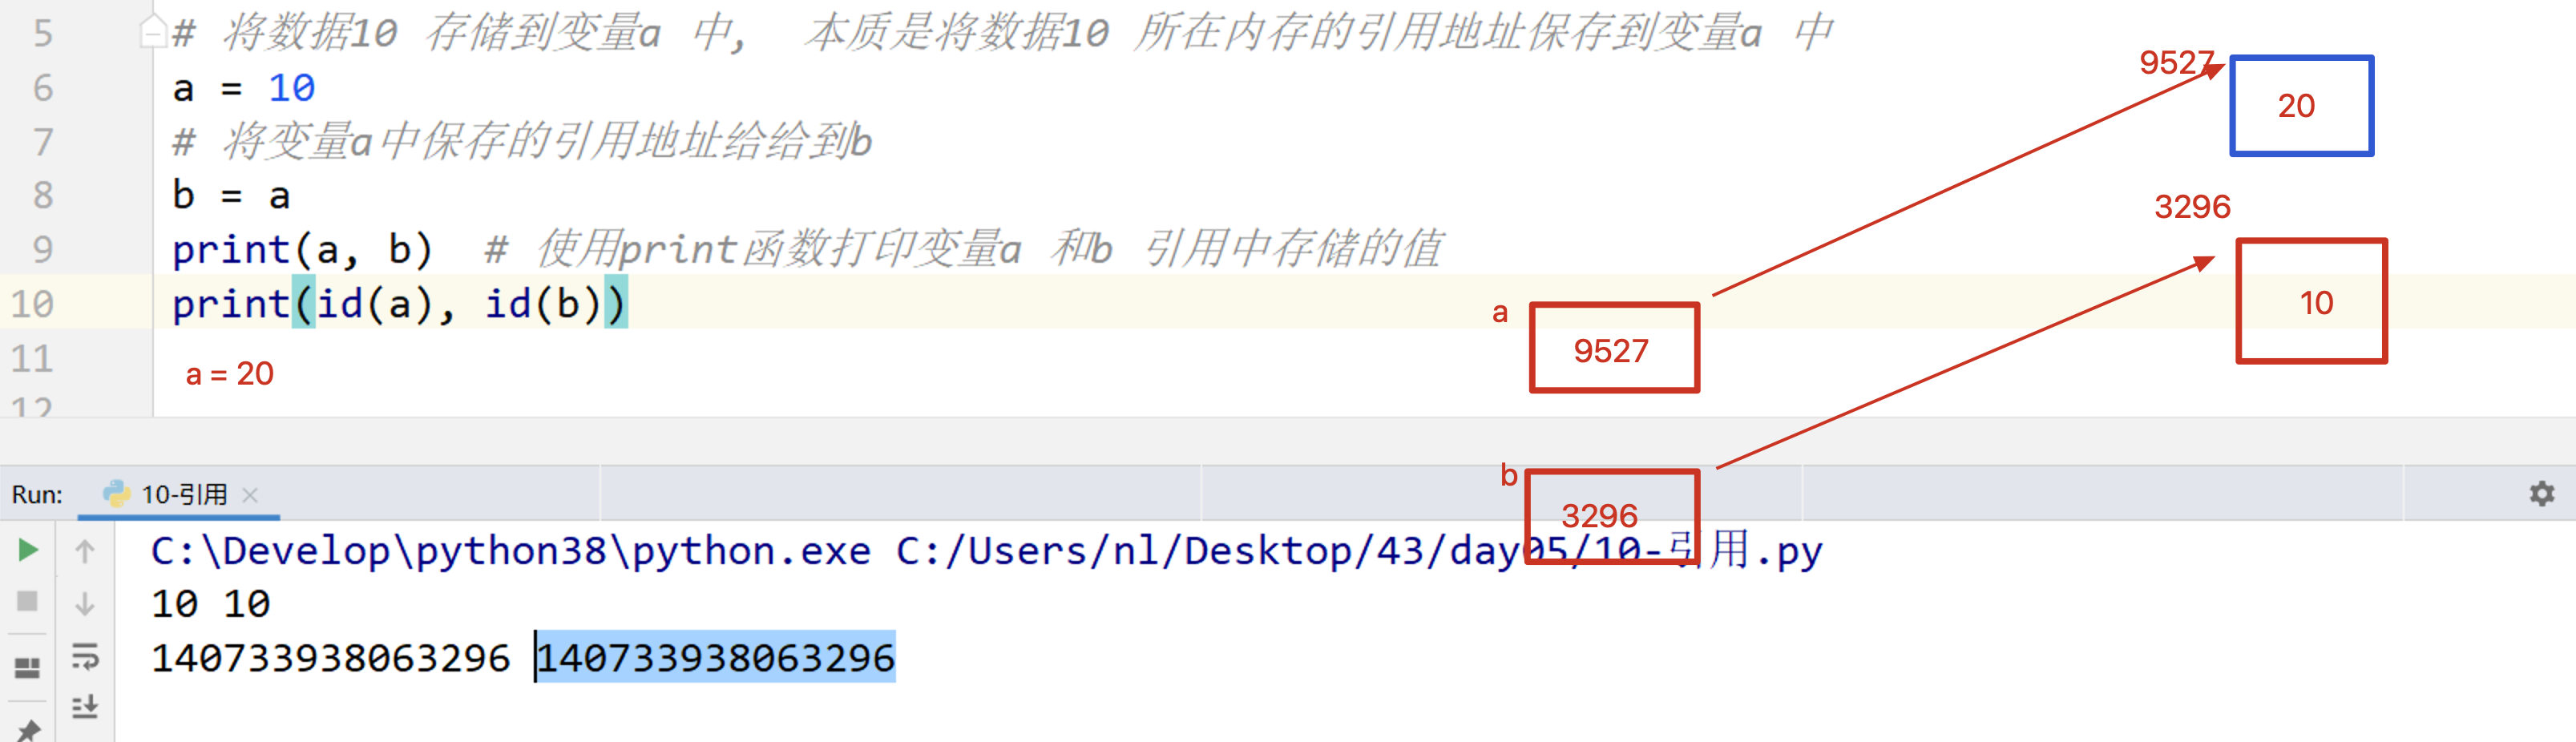 5 # 将数据10 存储到变量a 中, 本质是将数据10 所在内存的引用地址保存到变量a 中
6 a = 10
7 # 将变量a中保存的引用地址给给到b
8 b = a
9 print(a, b) # 使用print函数打印变量a 和b 引用中存储的值
10 print(id(a), id(b))
11
a = 20
12
9527
20
3296
10
a
9527
b
3296
Run: 10-引用
C:\Develop\python38\python.exe C:/Users/nl/Desktop/43/day05/10-引用.py
10 10
140733938063296 140733938063296